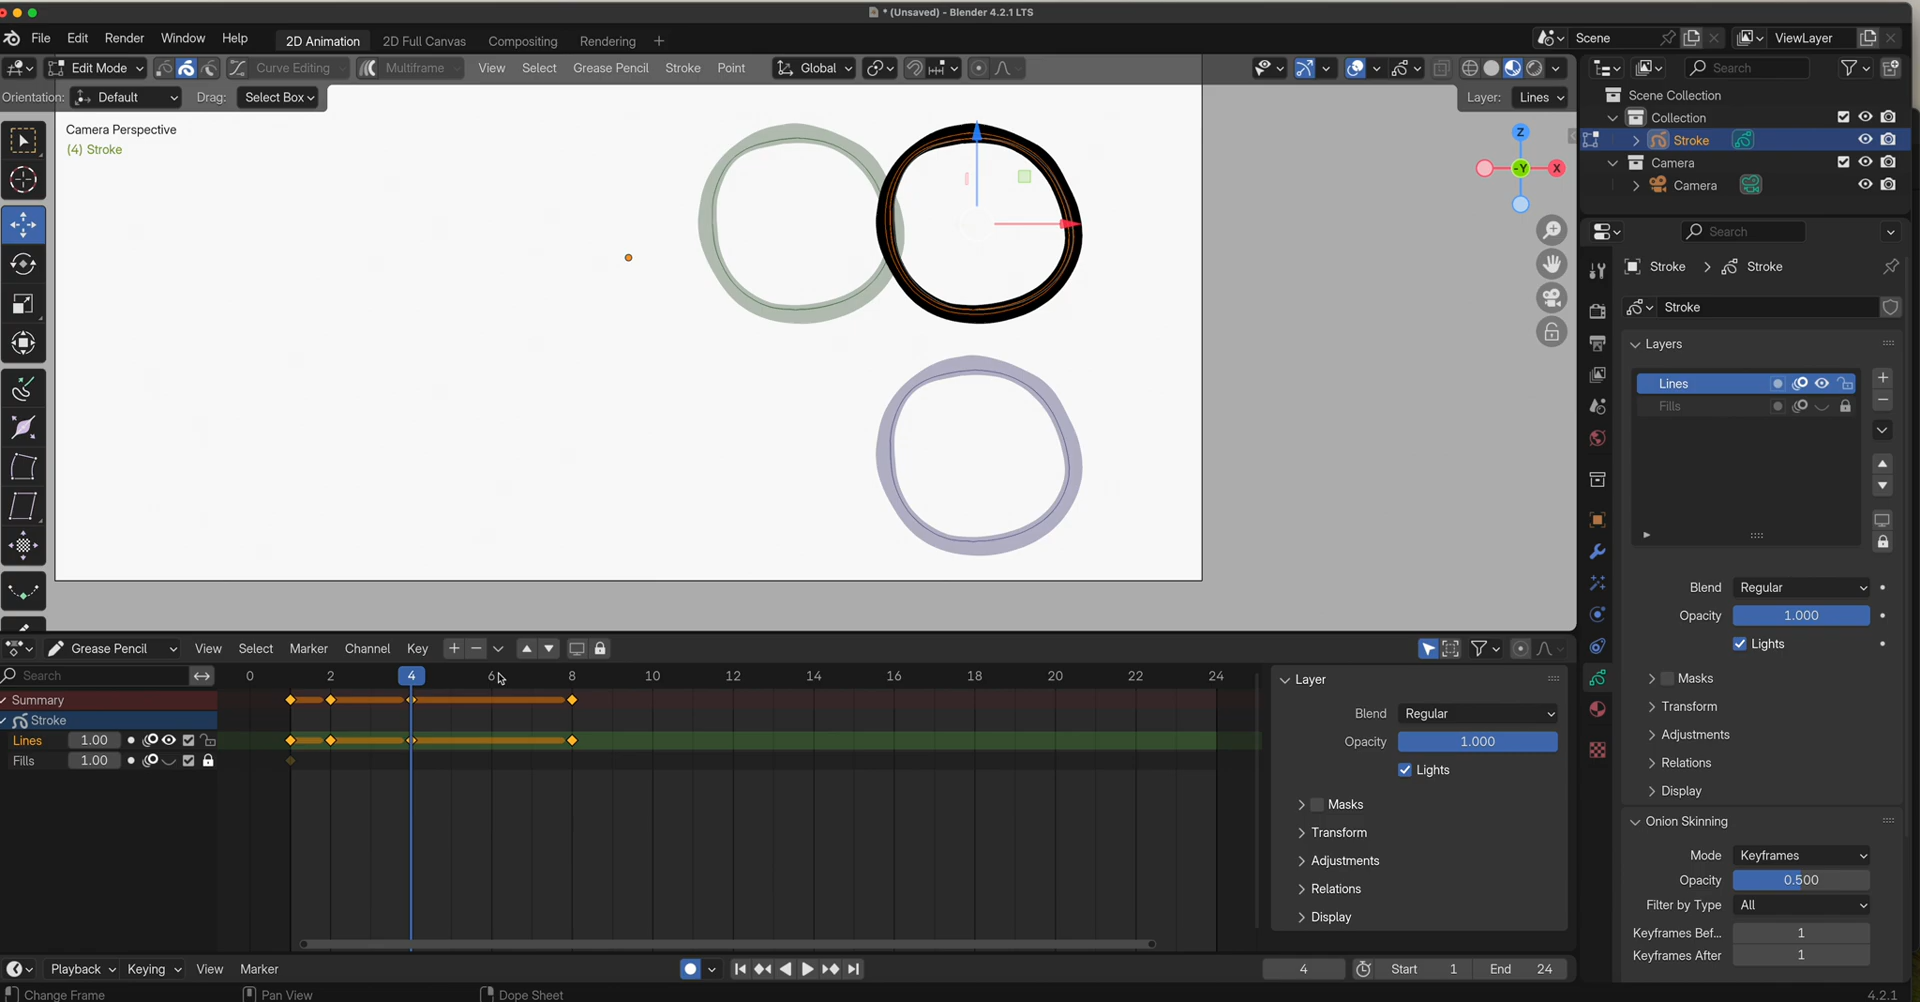 * (Unsaved) - Blender 4.2.1 LTS
File Edit Render Window Help 2D Animation 2D Full Canvas Compositing Rendering + Scene ViewLayer
Edit Mode Curve Editing Multiframe View Select Grease Pencil Stroke Point Global Search
Orientation: Default Drag: Select Box Layer: Lines
Scene Collection
Collection
Stroke
Camera
Camera
Camera Perspective
(4) Stroke
Z
-Y X
Search
Stroke > Stroke
Stroke
Layers
Lines
Fills
Blend Regular
Opacity 1.000
Lights
Masks
Transform
Adjustments
Relations
Display
Onion Skinning
Mode Keyframes
Opacity 0.500
Filter by Type All
Keyframes Bef... 1
Keyframes After 1
Grease Pencil View Select Marker Channel Key
Search 0 2 4 6 8 10 12 14 16 18 20 22 24
Summary
Stroke
Lines 1.00
Fills 1.00
Layer
Blend Regular
Opacity 1.000
Lights
Masks
Transform
Adjustments
Relations
Display
Playback Keying View Marker 4 Start 1 End 24
Change Frame Pan View Dope Sheet 4.2.1